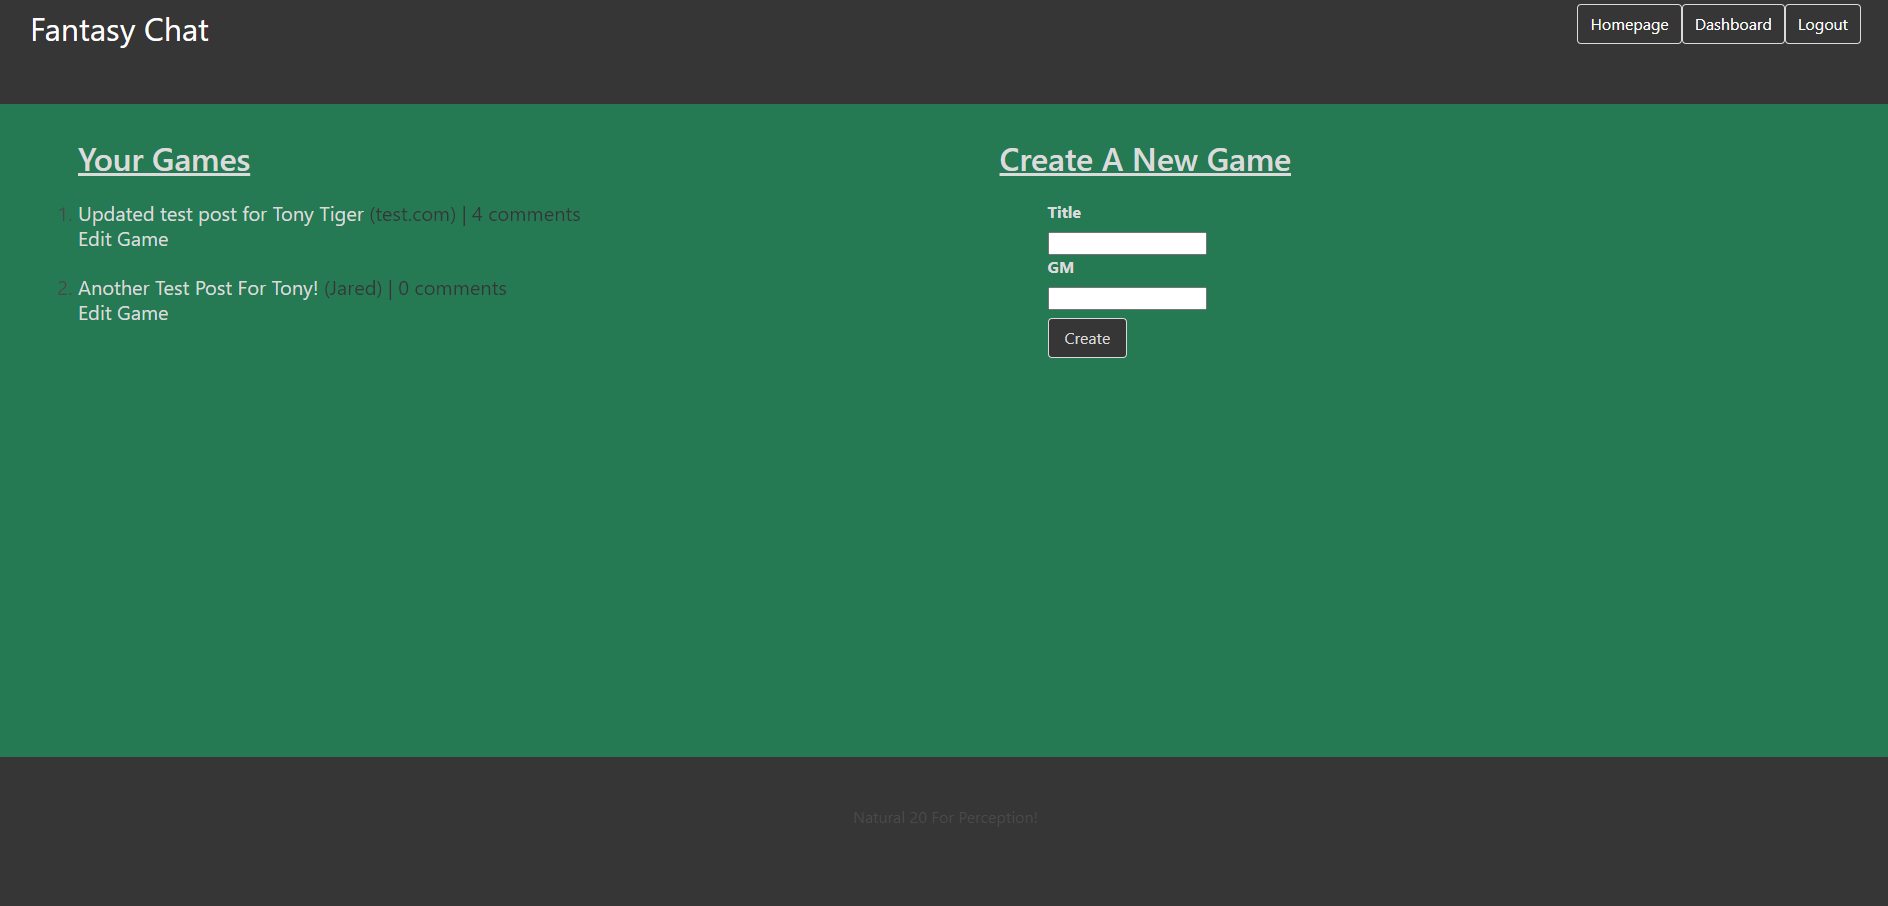 Fantasy Chat
Homepage
Dashboard
Logout
Your Games
1. Updated test post for Tony Tiger (test.com) | 4 comments
Edit Game
2. Another Test Post For Tony! (Jared) | 0 comments
Edit Game
Create A New Game
Title
GM
Create
Natural 20 For Perception!